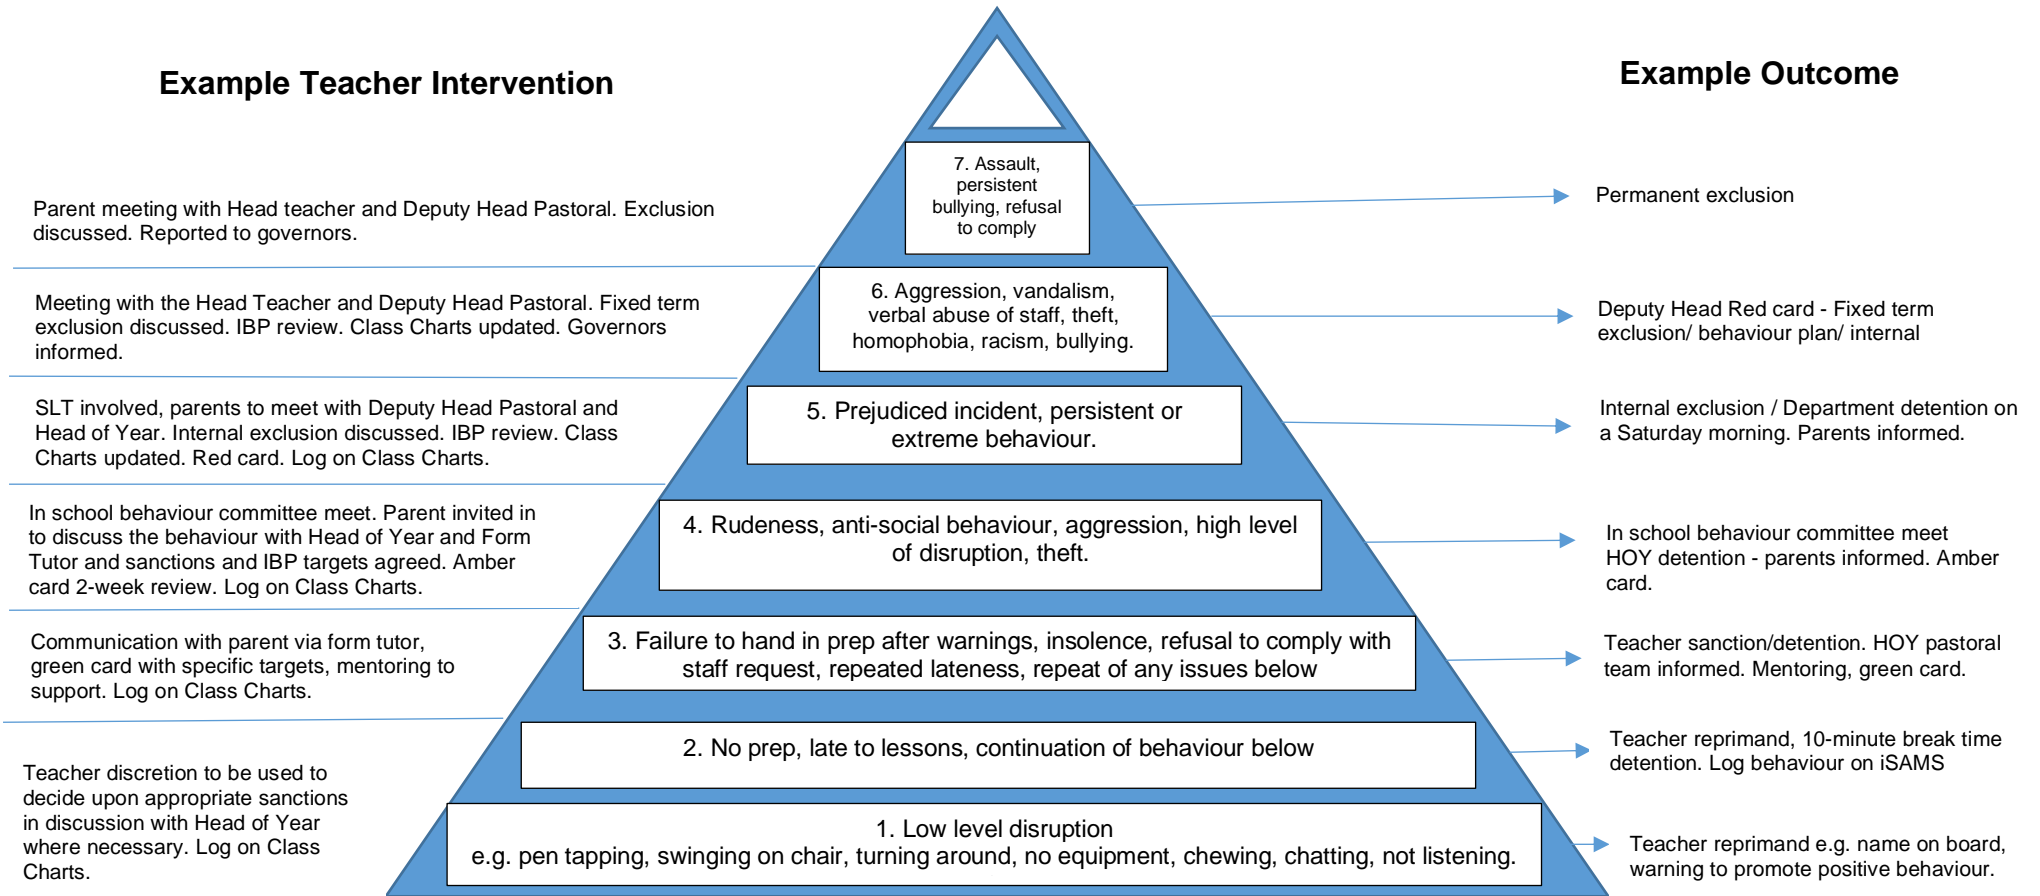 Example Teacher Intervention
Example Outcome
7. Assault,
persistent
bullying, refusal
to comply
Parent meeting with Head teacher and Deputy Head Pastoral. Exclusion
discussed. Reported to governors.
Permanent exclusion
6. Aggression, vandalism,
verbal abuse of staff, theft,
homophobia, racism, bullying.
Meeting with the Head Teacher and Deputy Head Pastoral. Fixed term
exclusion discussed. IBP review. Class Charts updated. Governors
informed.
Deputy Head Red card - Fixed term
exclusion/ behaviour plan/ internal
5. Prejudiced incident, persistent or
extreme behaviour.
SLT involved, parents to meet with Deputy Head Pastoral and
Head of Year. Internal exclusion discussed. IBP review. Class
Charts updated. Red card. Log on Class Charts.
Internal exclusion / Department detention on
a Saturday morning. Parents informed.
4. Rudeness, anti-social behaviour, aggression, high level
of disruption, theft.
In school behaviour committee meet. Parent invited in
to discuss the behaviour with Head of Year and Form
Tutor and sanctions and IBP targets agreed. Amber
card 2-week review. Log on Class Charts.
In school behaviour committee meet
HOY detention - parents informed. Amber
card.
3. Failure to hand in prep after warnings, insolence, refusal to comply with
staff request, repeated lateness, repeat of any issues below
Communication with parent via form tutor,
green card with specific targets, mentoring to
support. Log on Class Charts.
Teacher sanction/detention. HOY pastoral
team informed. Mentoring, green card.
2. No prep, late to lessons, continuation of behaviour below
Teacher reprimand, 10-minute break time
detention. Log behaviour on iSAMS
Teacher discretion to be used to
decide upon appropriate sanctions
in discussion with Head of Year
where necessary. Log on Class
Charts.
1. Low level disruption
e.g. pen tapping, swinging on chair, turning around, no equipment, chewing, chatting, not listening.
Teacher reprimand e.g. name on board,
warning to promote positive behaviour.